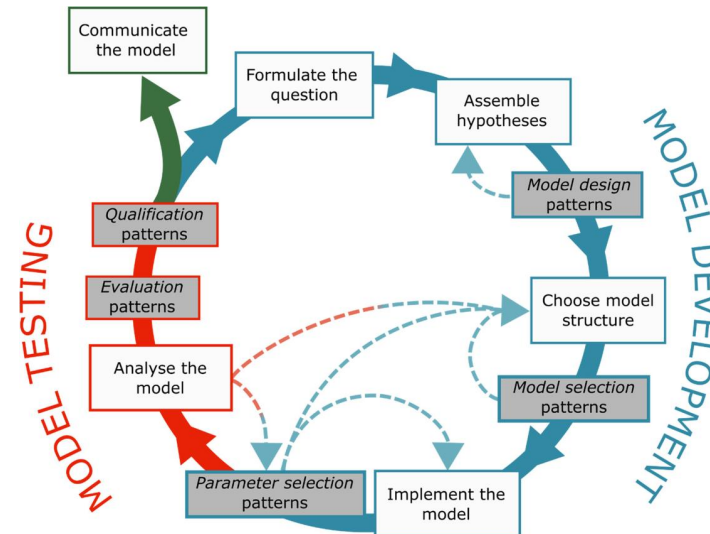 Communicate
the model
Formulate the
question
Assemble
hypotheses
Model design
patterns
MODEL DEVELOPMENT
Choose model
structure
Model selection
patterns
Implement the
model
Parameter selection
patterns
Analyse the
model
Evaluation
patterns
Qualification
patterns
MODEL TESTING